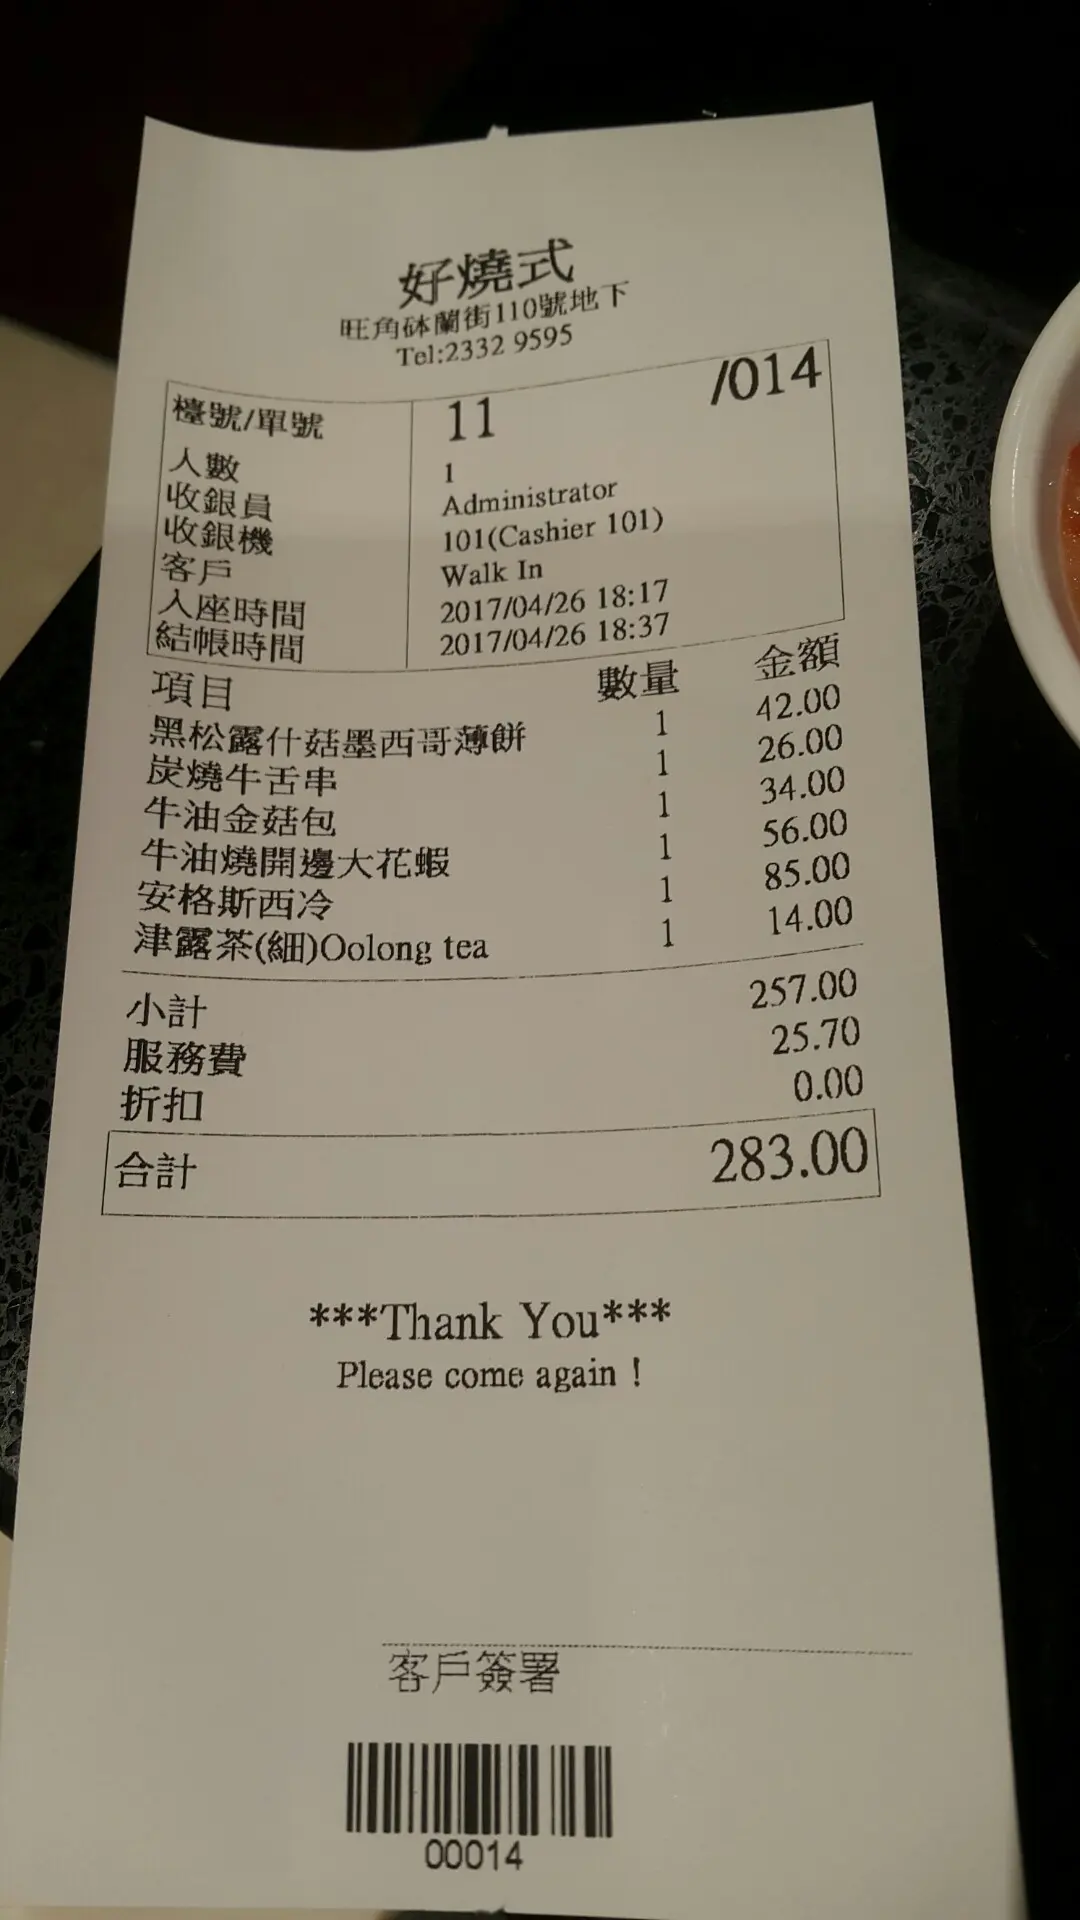 好燒式
旺角砵蘭街110號地下
Tel:2332 9595
檯號/單號 11 /014
人數 1
收銀員 Administrator
收銀機 101(Cashier 101)
客戶 Walk In
入座時間 2017/04/26 18:17
結帳時間 2017/04/26 18:37
項目 數量 金額
黑松露什菇墨西哥薄餅 1 42.00
炭燒牛舌串 1 26.00
牛油金菇包 1 34.00
牛油燒開邊大花蝦 1 56.00
安格斯西冷 1 85.00
津露茶(細)Oolong tea 1 14.00
小計 257.00
服務費 25.70
折扣 0.00
合計 283.00
***Thank You***
Please come again !
客戶簽署
00014